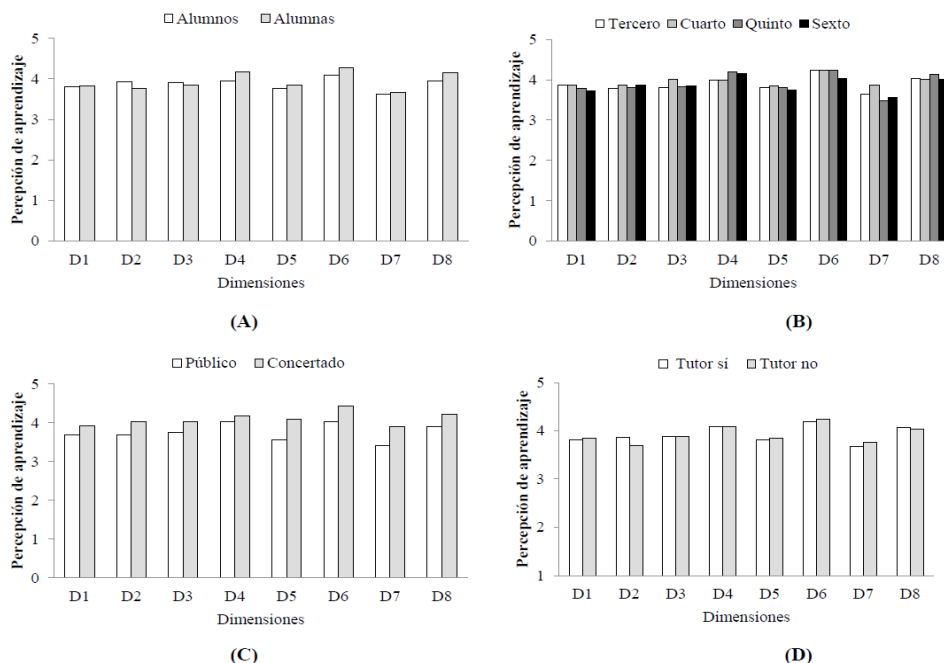 Alumnos Alumnas
Perepción de aprendizaje
5
4
3
2
1
0
D1 D2 D3 D4 D5 D6 D7 D8
Dimensiones
(A)
Tercero Cuarto Quinto Sexto
Percepción de aprendizaje
5
4
3
2
1
0
D1 D2 D3 D4 D5 D6 D7 D8
Dimensiones
(B)
Público Concertado
Percepción de aprendizaje
5
4
3
2
1
0
D1 D2 D3 D4 D5 D6 D7 D8
Dimensiones
(C)
Tutor sí Tutor no
Percepción de aprendizaje
5
4
3
2
1
D1 D2 D3 D4 D5 D6 D7 D8
Dimensiones
(D)